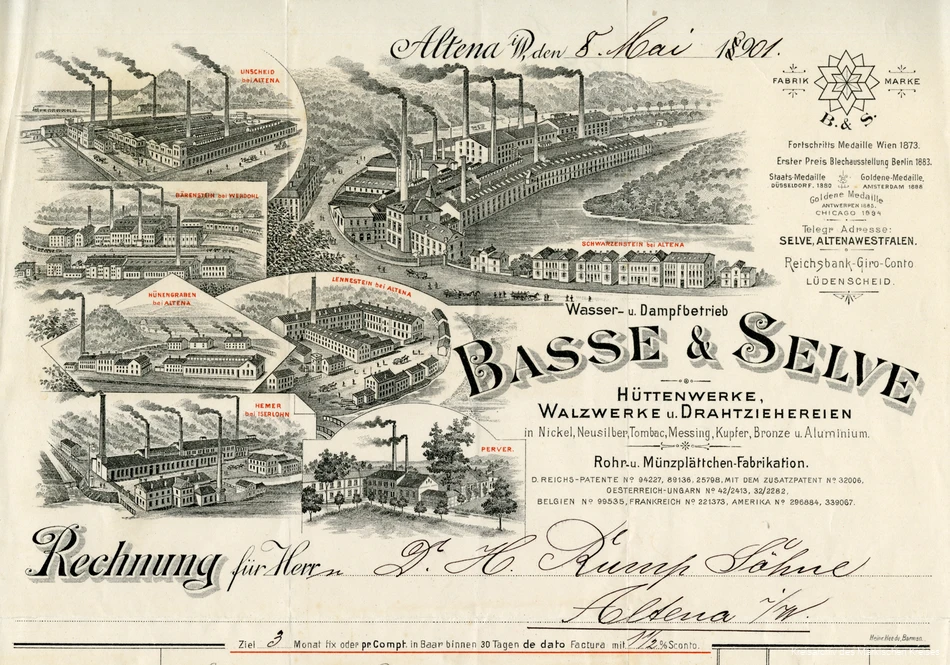 Altena i/W, den 8. Mai 1901.
UNSCHEID
bei ALTENA
BÄRENSTEIN bei WERDOHL
HÜNENGRABEN
bei ALTENA
LENNESTEIN bei ALTENA
HEMER
bei ISERLOHN
PERVER.
SCHWARZENSTEIN bei ALTENA
FABRIK MARKE
B. & S.
Fortschritts Medaille Wien 1873.
Erster Preis Blechausstellung Berlin 1883.
Staats-Medaille Goldene-Medaille,
DÜSSELDORF, 1880 AMSTERDAM 1886
Goldene Medaille
ANTWERPEN 1885.
CHICAGO 1894
Telegr Adresse:
SELVE, ALTENAWESTFALEN.
Reichsbank-Giro-Conto
LÜDENSCHEID.
Wasser- u. Dampfbetrieb
BASSE & SELVE
HÜTTENWERKE,
WALZWERKE u. DRAHTZIEHEREIEN
in Nickel, Neusilber, Tombac, Messing, Kupfer, Bronze u. Aluminium.
Rohr- u. Münzplättchen-Fabrikation.
D. REICHS-PATENTE No 94227, 89136, 25798, MIT DEM ZUSATZPATENT No 32006,
OESTERREICH-UNGARN No 42/2413, 32/2282,
BELGIEN No 99535, FRANKREICH No 221373, AMERIKA No 296884, 339067.
Rechnung für Herrn D. H. Rump Söhne
Altena i/W.
Ziel 3 Monat fix oder pr Compt. in Baar binnen 30 Tagen de dato Factura mit 1 1/2 % Sconto.